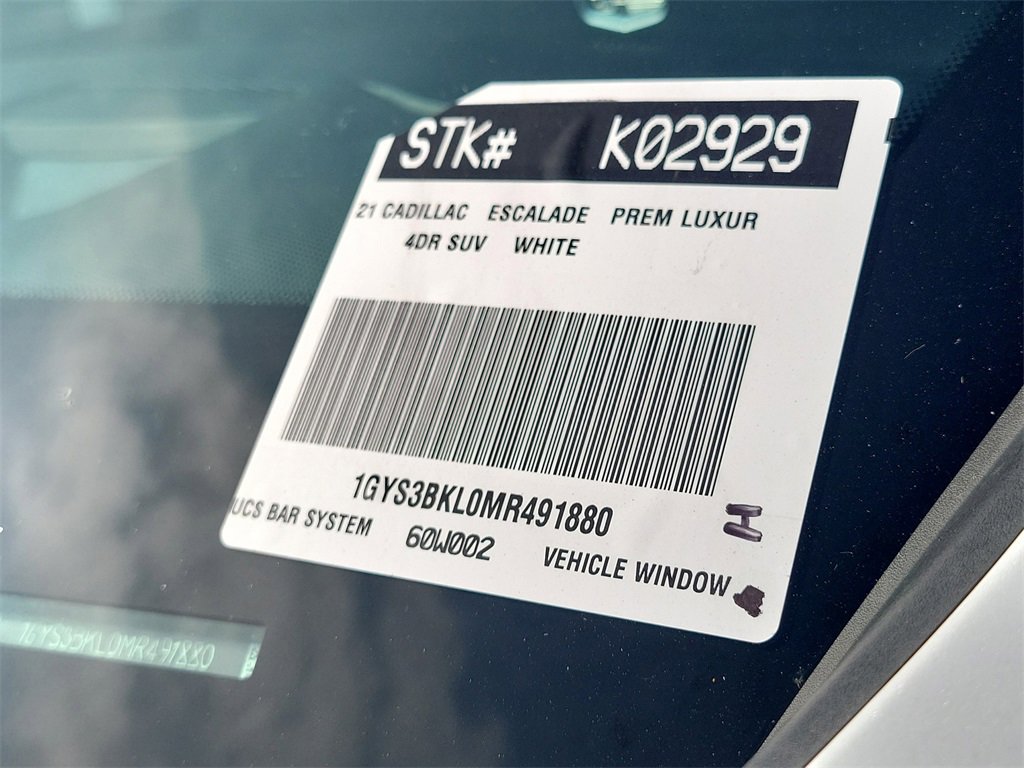 STK# K02929
21 CADILLAC ESCALADE PREM LUXUR
4DR SUV WHITE
1GYS3BKL0MR491880
UCS BAR SYSTEM 60W002 VEHICLE WINDOW
H
1GYS3BKL0MR491880